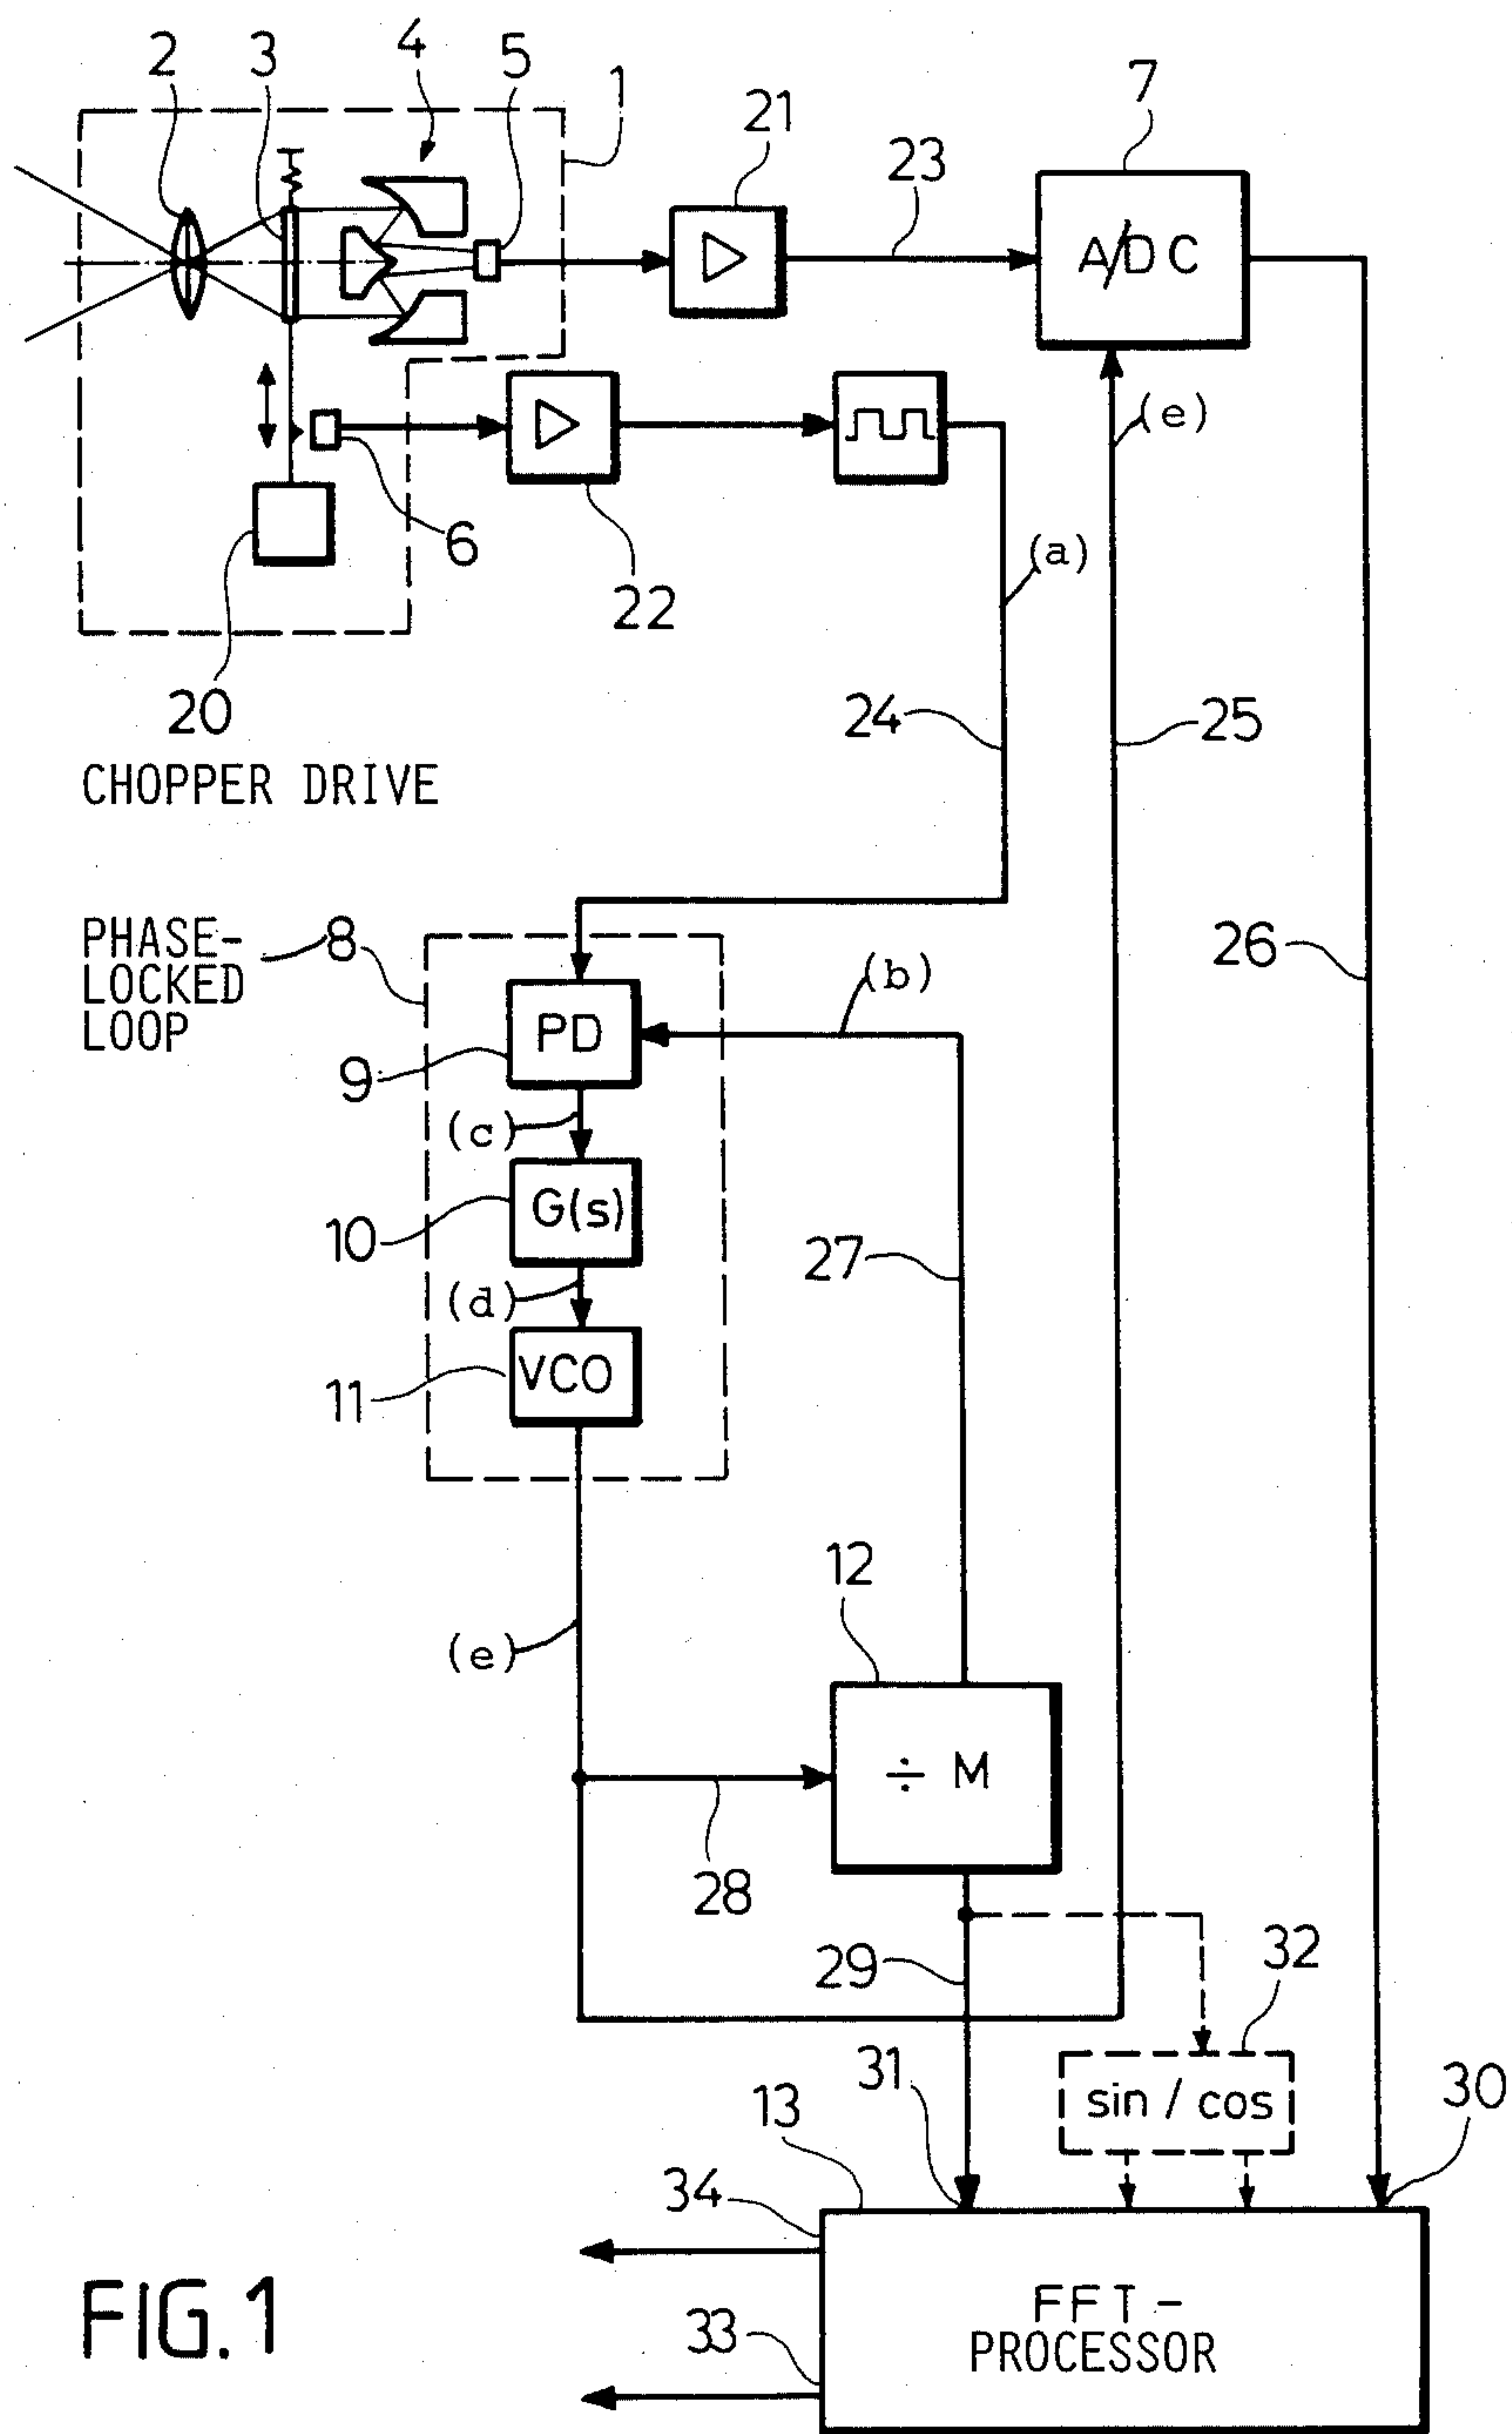 2 3 4 5 1 21 23 7
A/DC
(e)
6 22 (a)
20 24 25
CHOPPER DRIVE
PHASE-
LOCKED
LOOP
8
(b)
26
PD
9
(c)
G(s)
10
27
(d)
VCO
11
12
(e)
÷ M
28
29
32
31
sin / cos
30
13
34
FFT-
PROCESSOR
33
FIG.1